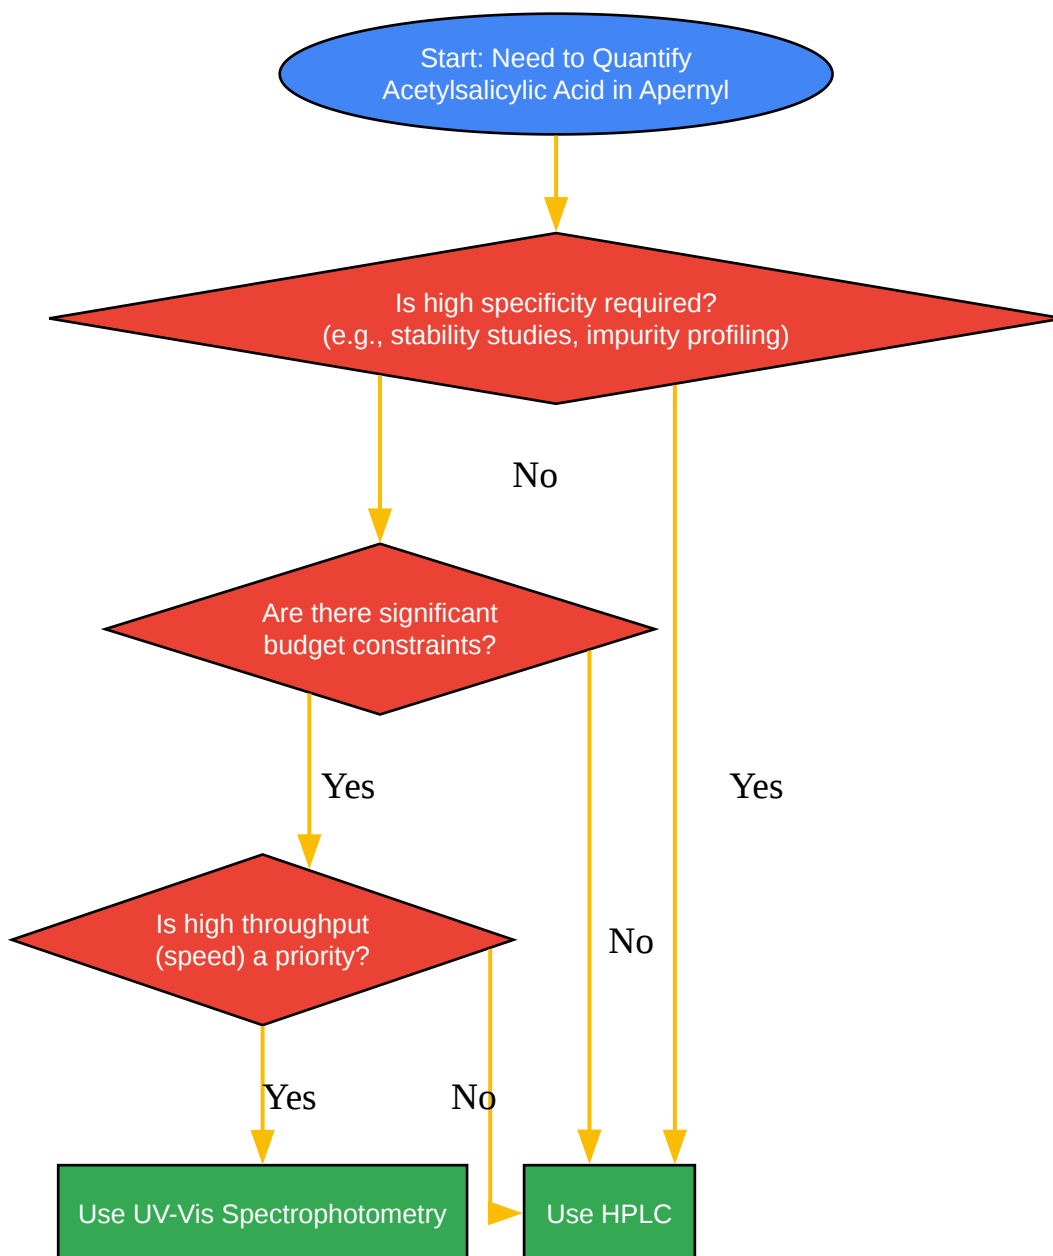 Start: Need to Quantify
Acetylsalicylic Acid in Apernyl
Is high specificity required?
(e.g., stability studies, impurity profiling)
No
Are there significant
budget constraints?
Yes
Yes
Is high throughput
(speed) a priority?
No
Yes
No
Use UV-Vis Spectrophotometry
Use HPLC